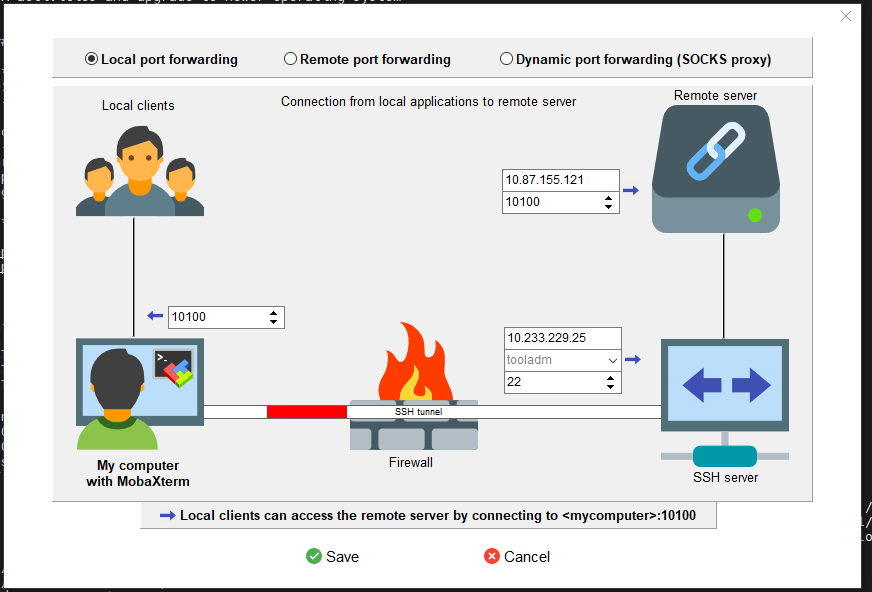 Local port forwarding
Remote port forwarding
Dynamic port forwarding (SOCKS proxy)
Local clients
Connection from local applications to remote server
Remote server
10.87.155.121
10100
10100
10.233.229.25
tooladm
22
>_
SSH tunnel
Firewall
My computer
with MobaXterm
SSH server
Local clients can access the remote server by connecting to <mycomputer>:10100
Save
Cancel